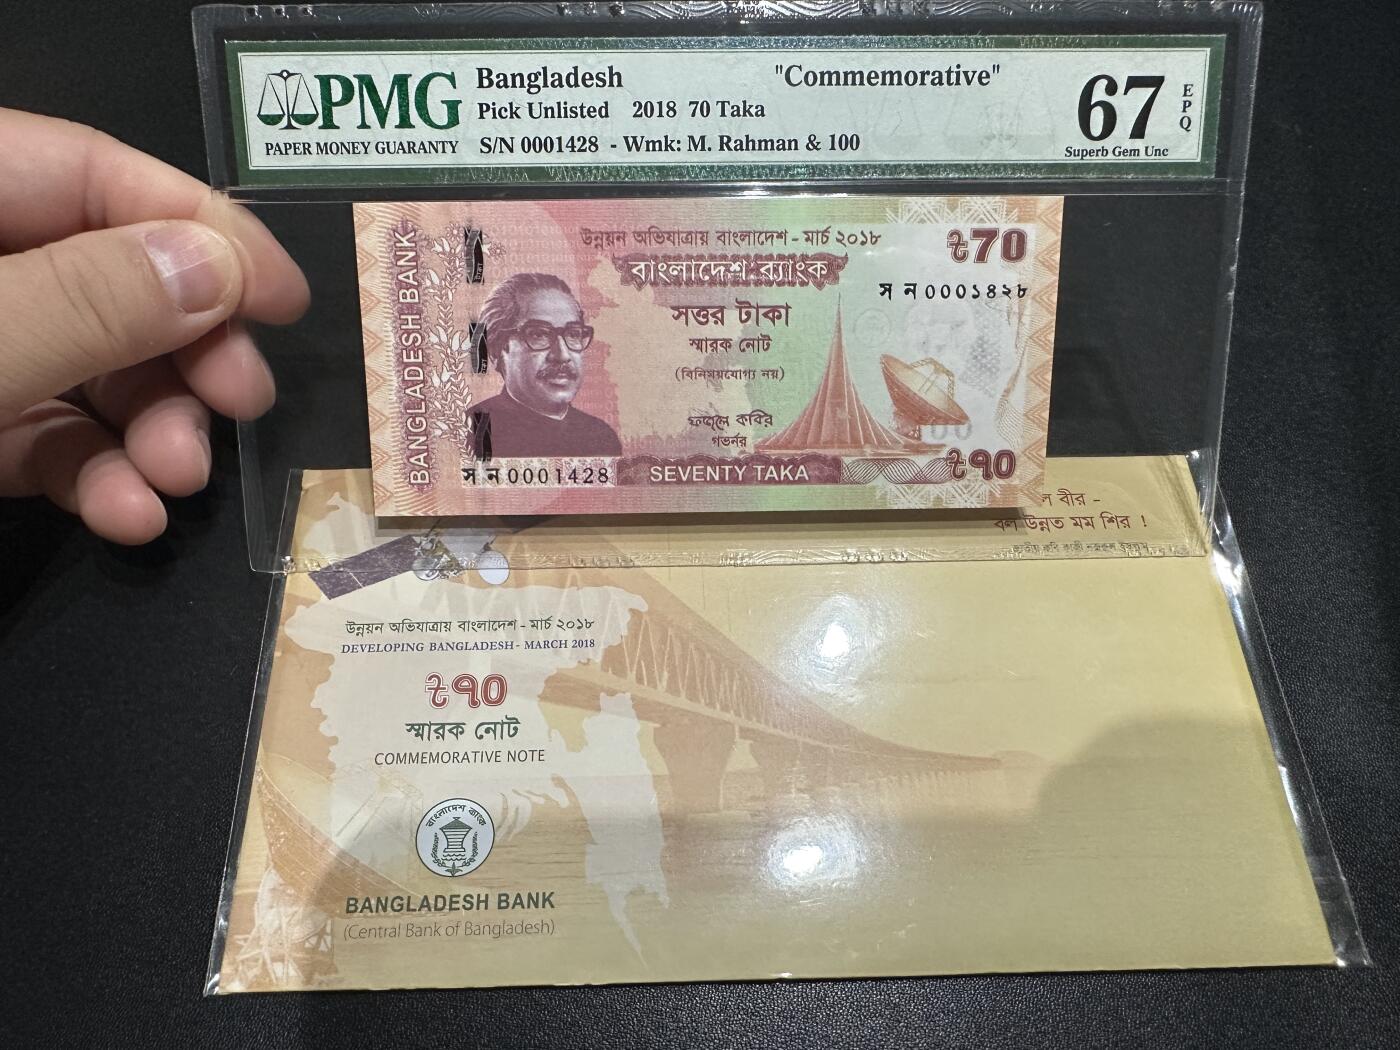 PMG
PAPER MONEY GUARANTY
Bangladesh "Commemorative"
Pick Unlisted 2018 70 Taka
S/N 0001428 - Wmk: M. Rahman & 100
67 EPQ
Superb Gem Unc
BANGLADESH BANK
উন্নয়ন অভিযাত্রায় বাংলাদেশ - মার্চ ২০১৮
৳70
বাংলাদেশ ব্যাংক
স ন 0001428
সত্তর টাকা
স্মারক নোট
(বিনিময়যোগ্য নয়)
ফজলে কবির
গভর্নর
স ন ০০০১৪২৮
SEVENTY TAKA
৳৭০
ল বীর -
বল উন্নত মম শির !
উন্নয়ন অভিযাত্রায় বাংলাদেশ - মার্চ ২০১৮
DEVELOPING BANGLADESH - MARCH 2018
৳৭০
স্মারক নোট
COMMEMORATIVE NOTE
বাংলাদেশ ব্যাংক
BANGLADESH BANK
(Central Bank of Bangladesh)